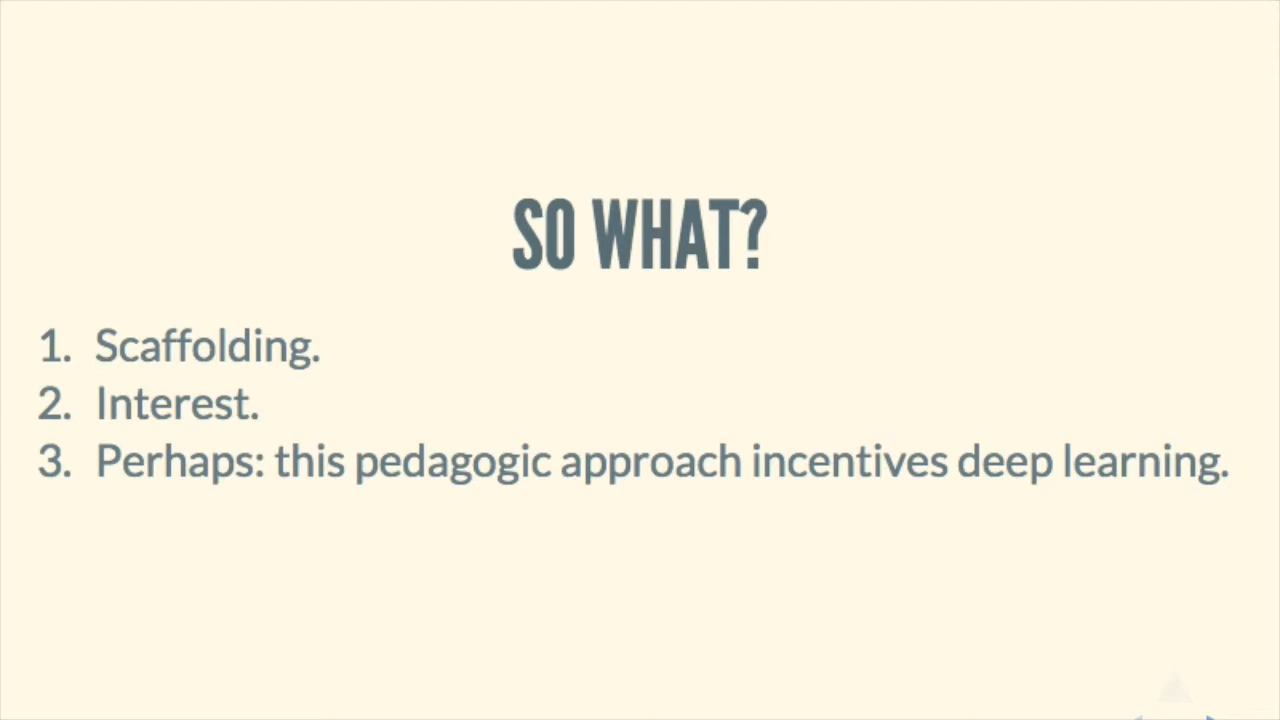 SO WHAT?
1. Scaffolding.
2. Interest.
3. Perhaps: this pedagogic approach incentives deep learning.